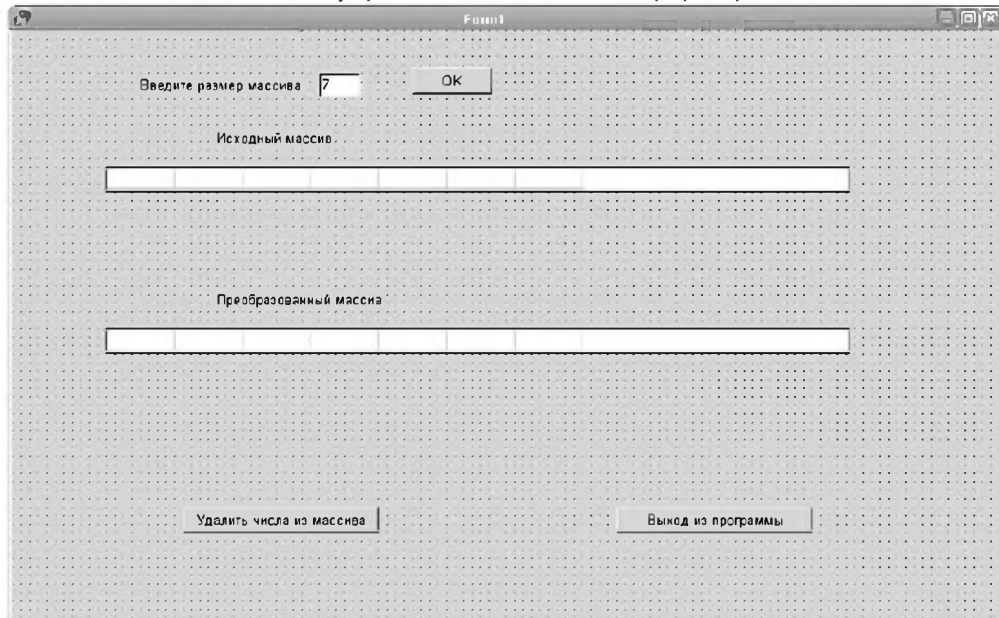 Form1
Введите размер массива 7 OK
Исходный массив
Преобразованный массив
Удалить числа из массива Выход из программы